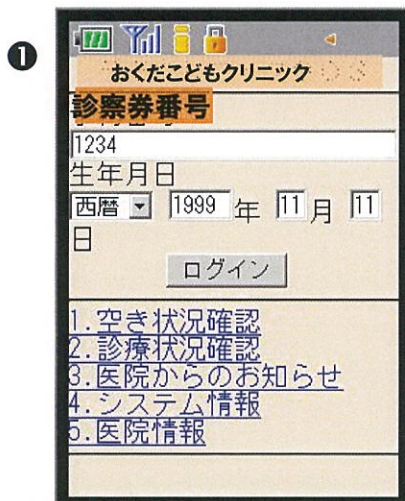 ❶
おくだこどもクリニック
診察券番号
1234
生年月日
西暦 1999 年 11 月 11
日
ログイン
1.空き状況確認
2.診療状況確認
3.医院からのお知らせ
4.システム情報
5.医院情報